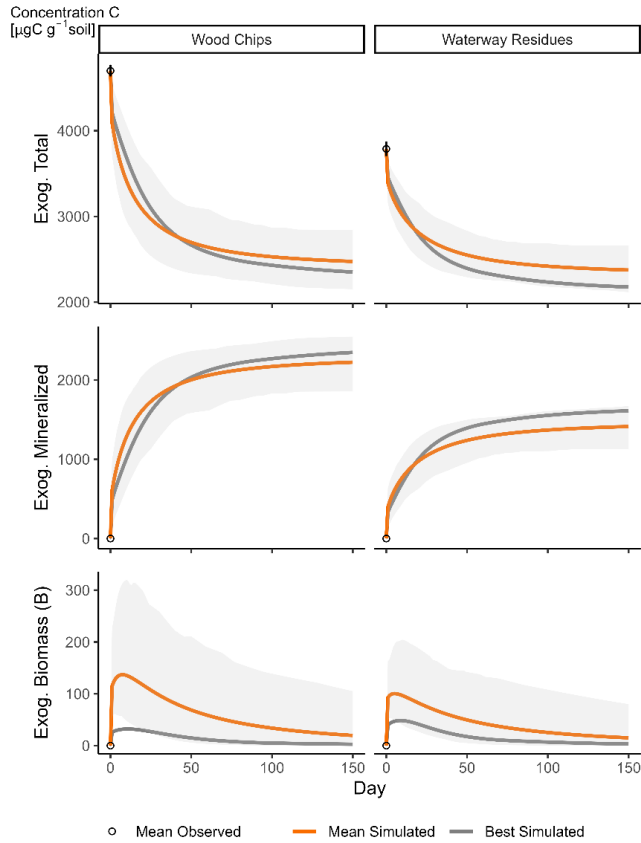 Concentration C
[µgC g⁻¹soil]
Wood Chips
Waterway Residues
Exog. Total
4000
3000
2000
Exog. Mineralized
2000
1000
0
Exog. Biomass (B)
300
200
100
0
0 50 100 150
0 50 100 150
Day
Mean Observed Mean Simulated Best Simulated